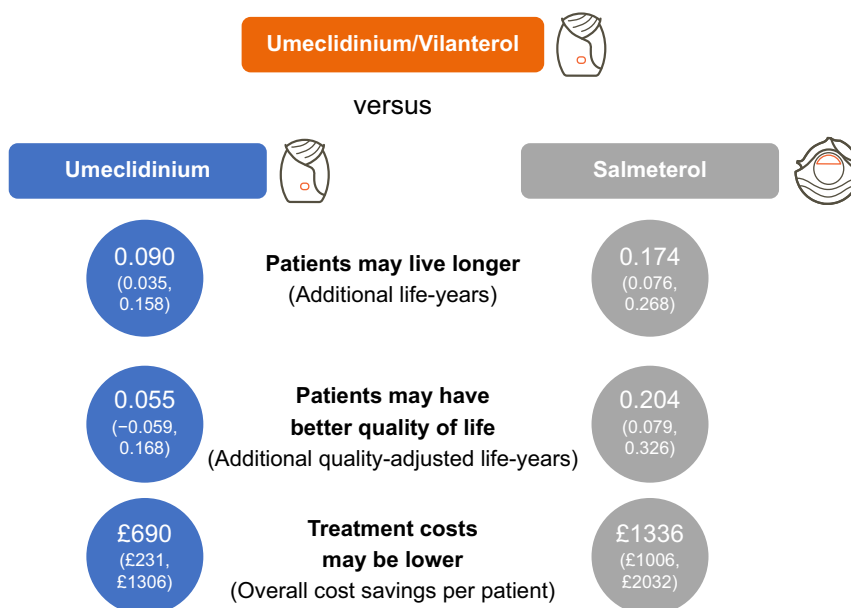 Umeclidinium/Vilanterol
versus
Umeclidinium
Salmeterol
0.090
(0.035,
0.158)
Patients may live longer
(Additional life-years)
0.174
(0.076,
0.268)
0.055
(−0.059,
0.168)
Patients may have
better quality of life
(Additional quality-adjusted life-years)
0.204
(0.079,
0.326)
£690
(£231,
£1306)
Treatment costs
may be lower
(Overall cost savings per patient)
£1336
(£1006,
£2032)